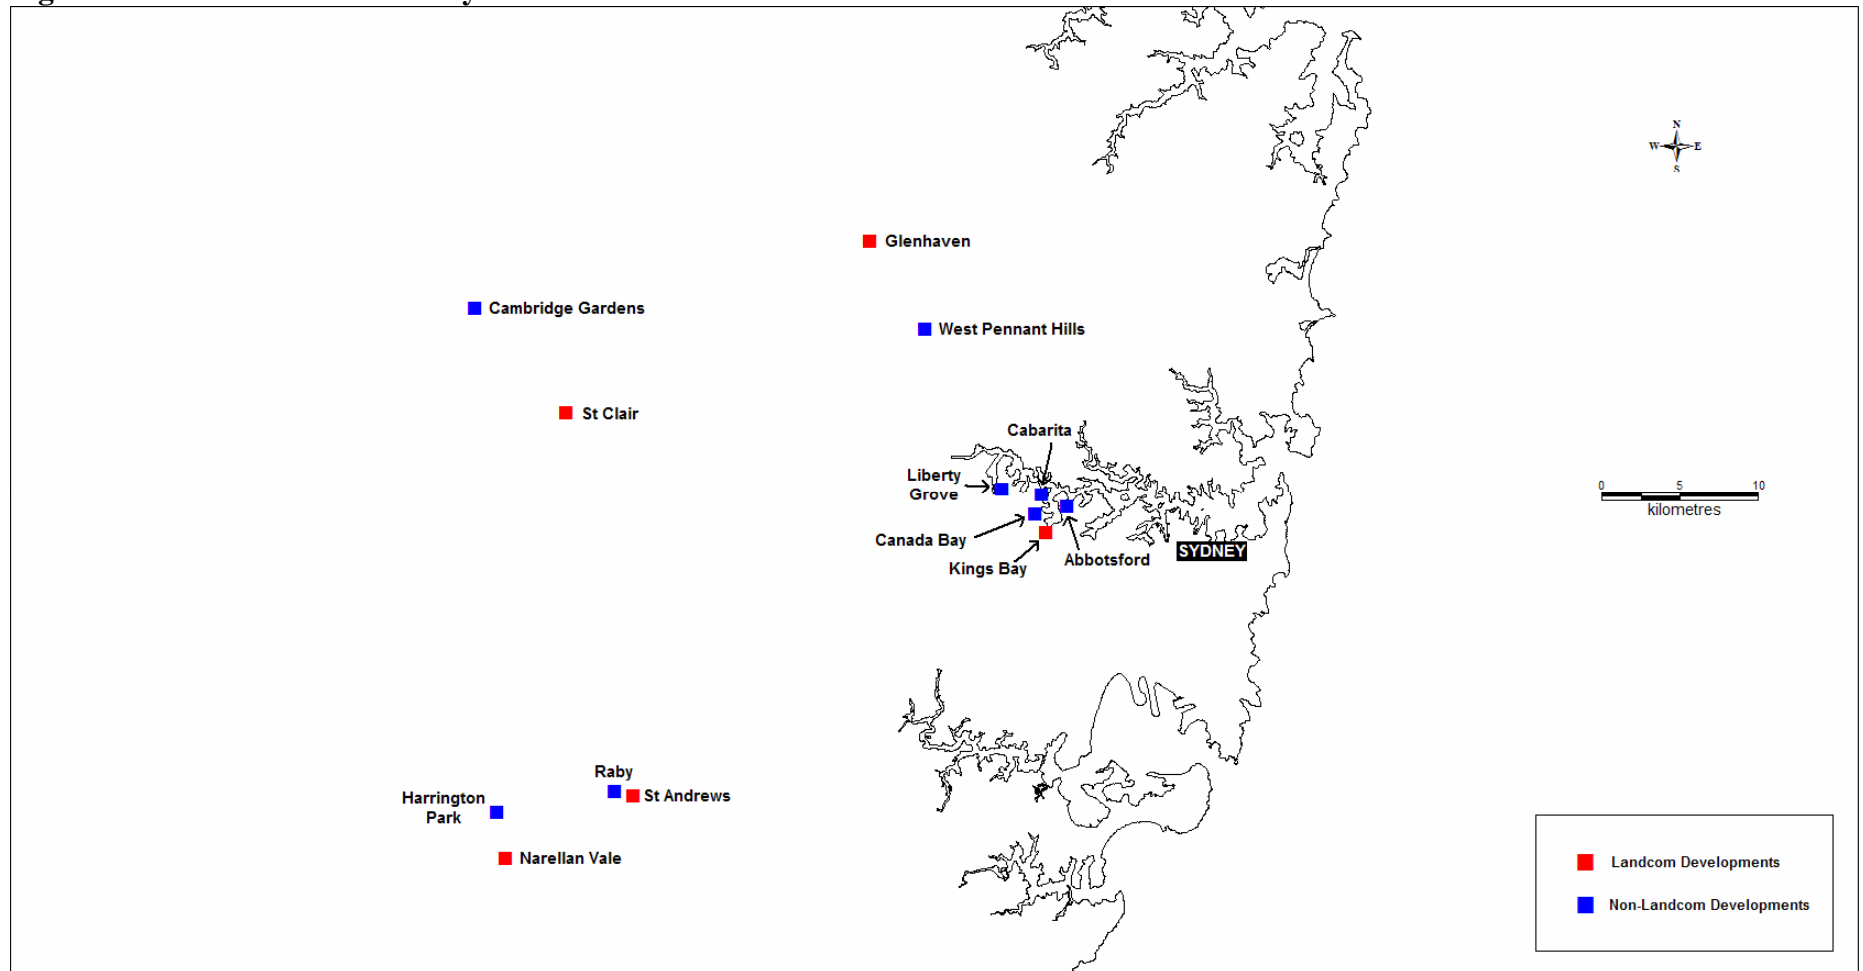 N
W E
S
Glenhaven
Cambridge Gardens
West Pennant Hills
St Clair
Cabarita
Liberty
Grove
Canada Bay
Kings Bay
Abbotsford
SYDNEY
0 5 10
kilometres
Raby
St Andrews
Harrington
Park
Narellan Vale
Landcom Developments
Non-Landcom Developments